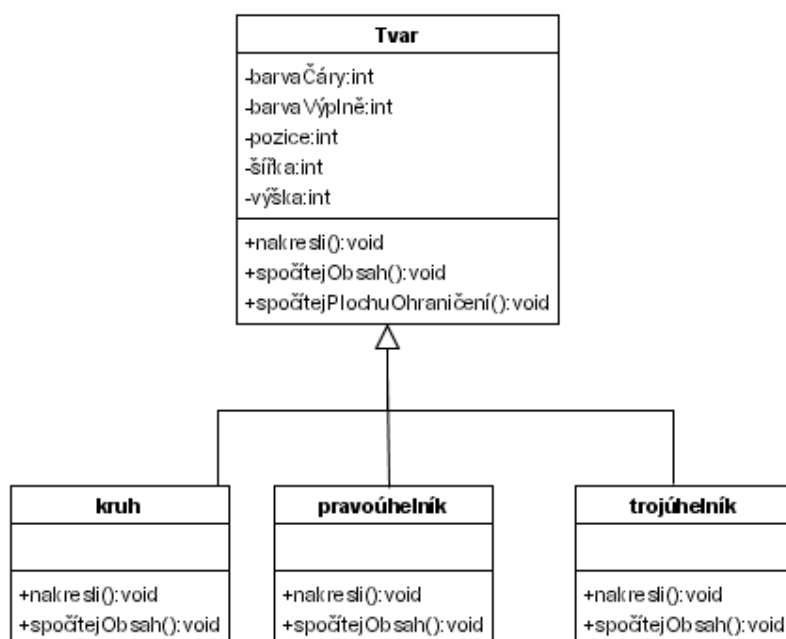 Tvar
-barvaČáry:int
-barvaVýplně:int
-pozice:int
-šířka:int
-výška:int
+nakresli():void
+spočítejObsah():void
+spočítejPlochuOhraničení():void
kruh
+nakresli():void
+spočítejObsah():void
pravoúhelník
+nakresli():void
+spočítejObsah():void
trojúhelník
+nakresli():void
+spočítejObsah():void